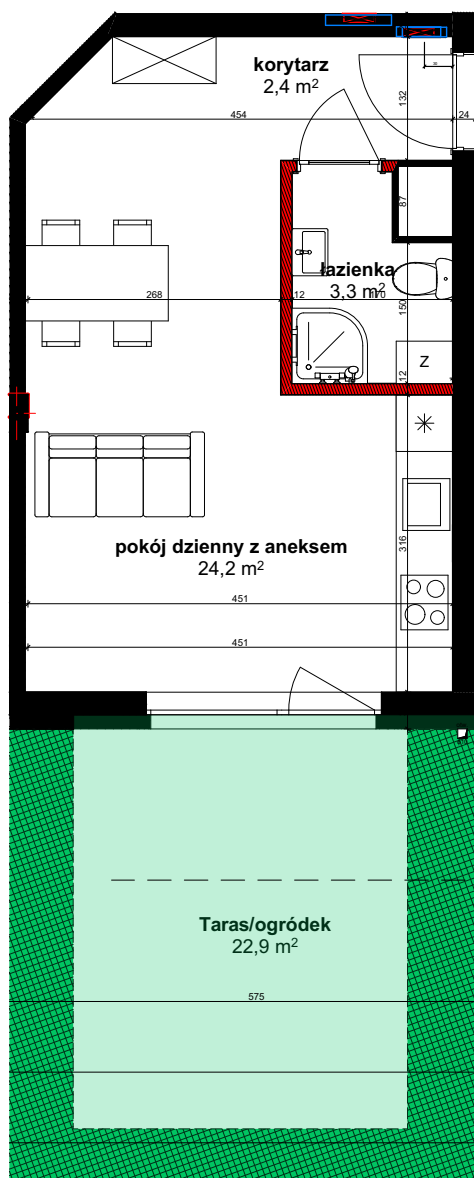 korytarz
2,4 m²
132
454
24
87
łazienka
3,3 m²
268
12
150
Z
12
pokój dzienny z aneksem
24,2 m²
316
451
451
Taras/ogródek
22,9 m²
575